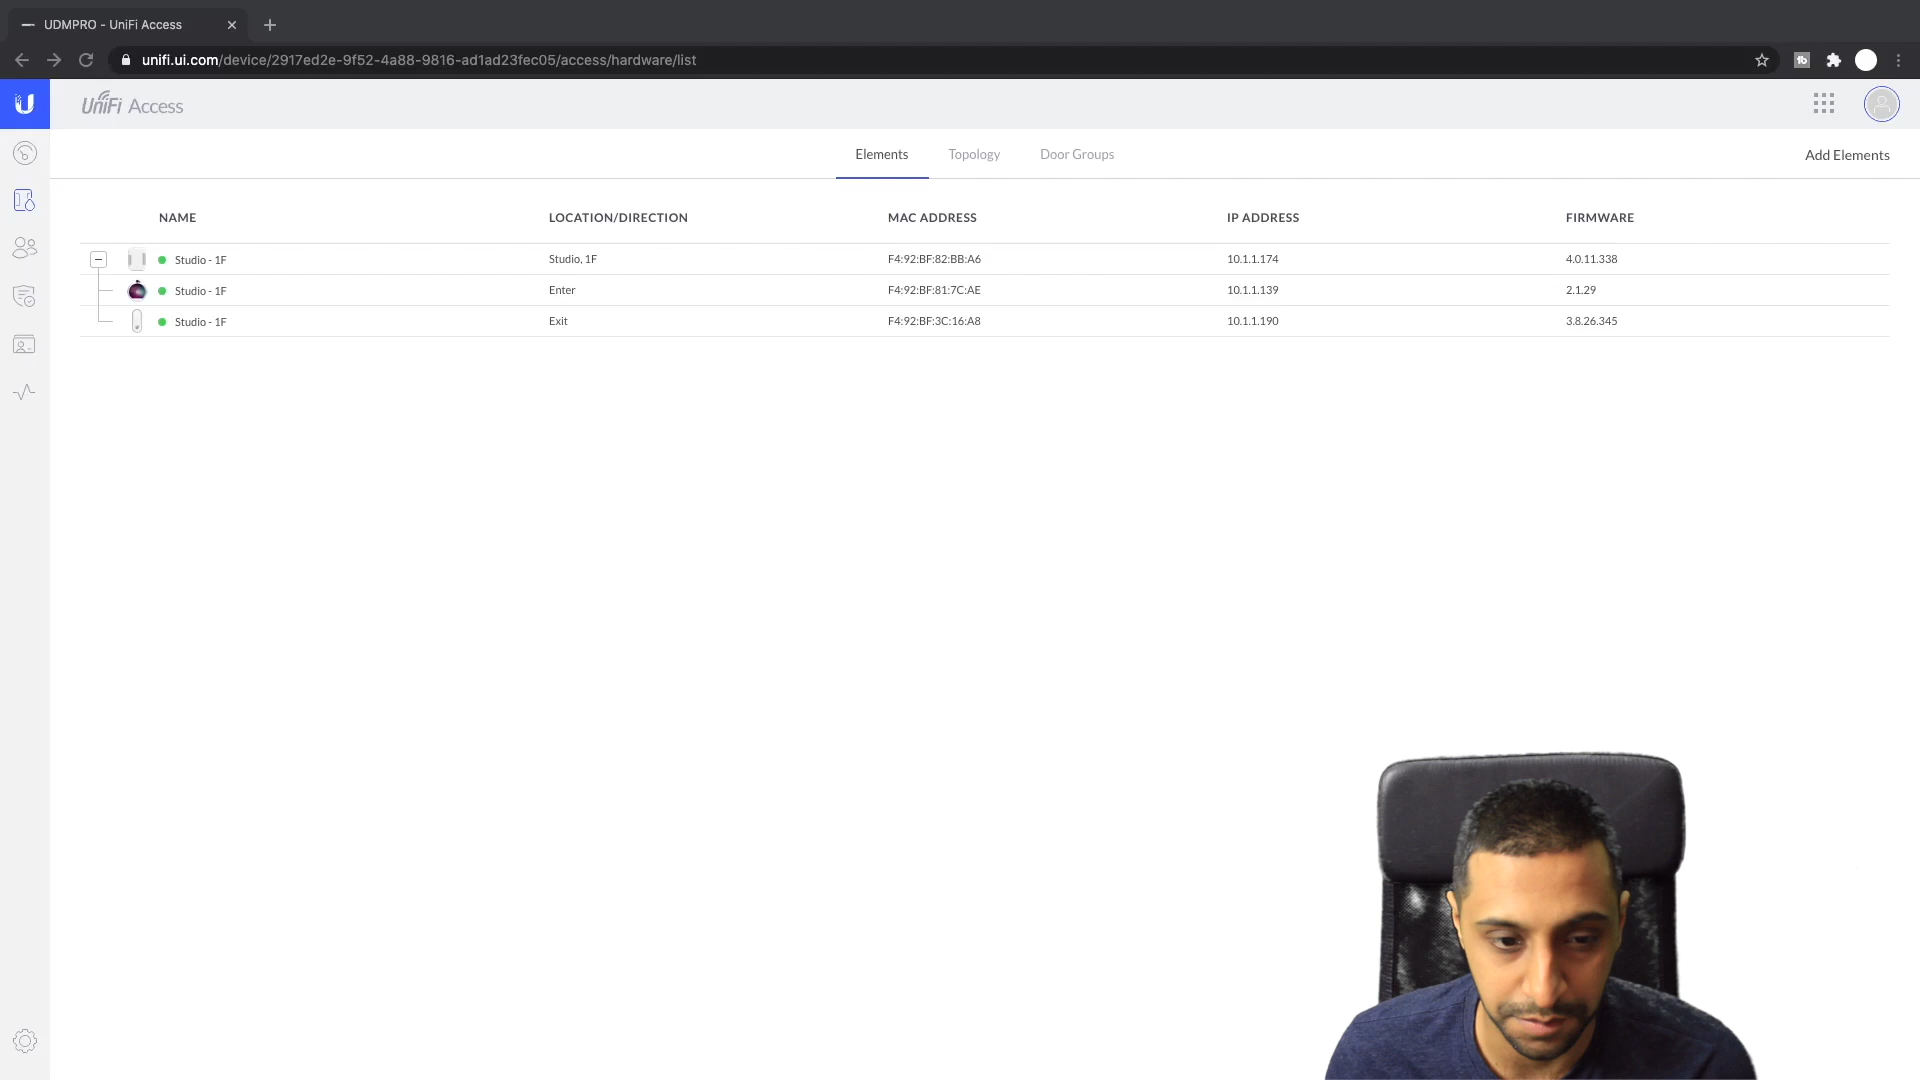 UDMPRO - UniFi Access
unifi.ui.com/device/2917ed2e-9f52-4a88-9816-ad1ad23fec05/access/hardware/list
UniFi Access
Elements Topology Door Groups Add Elements
NAME LOCATION/DIRECTION MAC ADDRESS IP ADDRESS FIRMWARE
Studio - 1F Studio, 1F F4:92:BF:82:BB:A6 10.1.1.174 4.0.11.338
Studio - 1F Enter F4:92:BF:81:7C:AE 10.1.1.139 2.1.29
Studio - 1F Exit F4:92:BF:3C:16:A8 10.1.1.190 3.8.26.345